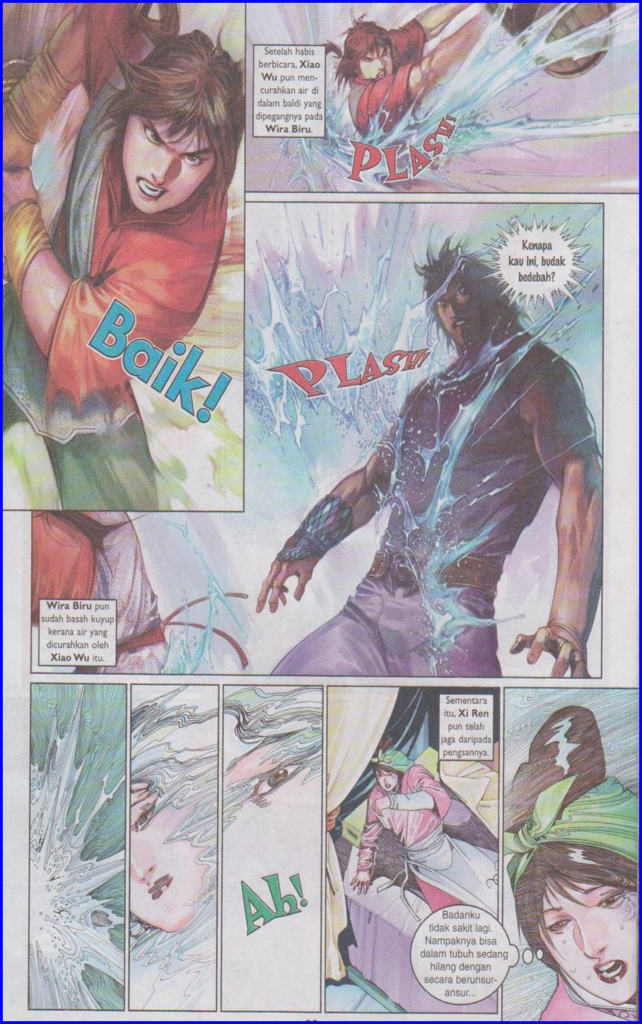 Baik!
Setelah habis
berbicara, Xiao
Wu pun men-
curahkan air di
dalam baldi yang
dipegangnya pada
Wira Biru.
PLASH!
Kenapa
kau ini, budak
bedebah?
PLASH!
Wira Biru pun
sudah basah kuyup
kerana air yang
dicurahkan oleh
Xiao Wu itu.
Ah!
Sementara
itu, Xi Ren
pun telah
jaga daripada
pengsannya.
Badanku
tidak sakit lagi.
Nampaknya bisa
dalam tubuh sedang
hilang dengan
secara berunsur-
ansur...